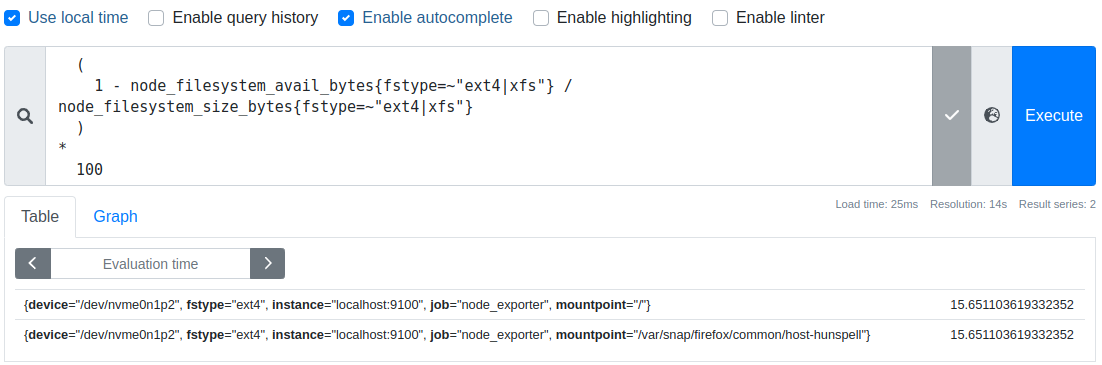 Use local time Enable query history Enable autocomplete Enable highlighting Enable linter
(
1 - node_filesystem_avail_bytes{fstype=~"ext4|xfs"} /
node_filesystem_size_bytes{fstype=~"ext4|xfs"}
)
*
100
Execute
Load time: 25ms Resolution: 14s Result series: 2
Table Graph
Evaluation time
{device="/dev/nvme0n1p2", fstype="ext4", instance="localhost:9100", job="node_exporter", mountpoint="/"} 15.651103619332352
{device="/dev/nvme0n1p2", fstype="ext4", instance="localhost:9100", job="node_exporter", mountpoint="/var/snap/firefox/common/host-hunspell"} 15.651103619332352